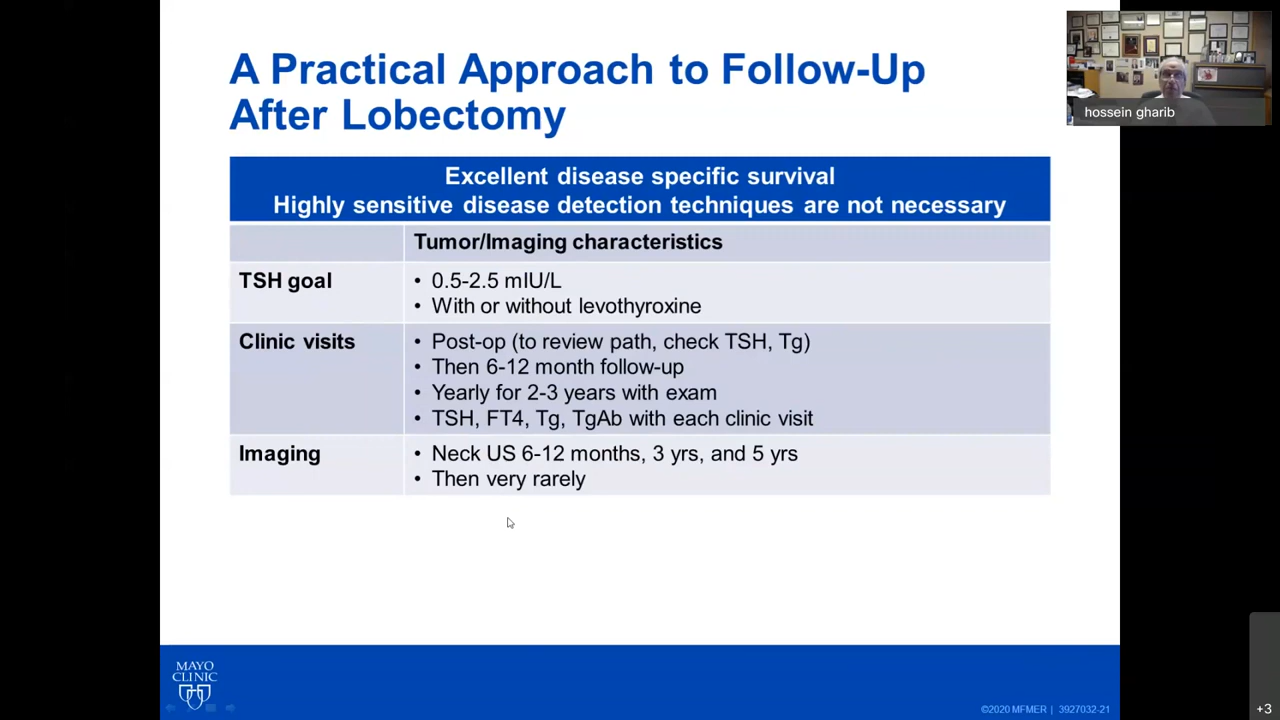 A Practical Approach to Follow-Up
After Lobectomy
hossein gharib
Excellent disease specific survival
Highly sensitive disease detection techniques are not necessary
Tumor/Imaging characteristics
TSH goal
• 0.5-2.5 mIU/L
• With or without levothyroxine
Clinic visits
• Post-op (to review path, check TSH, Tg)
• Then 6-12 month follow-up
• Yearly for 2-3 years with exam
• TSH, FT4, Tg, TgAb with each clinic visit
Imaging
• Neck US 6-12 months, 3 yrs, and 5 yrs
• Then very rarely
MAYO
CLINIC
©2020 MFMER | 3927032-21
+3